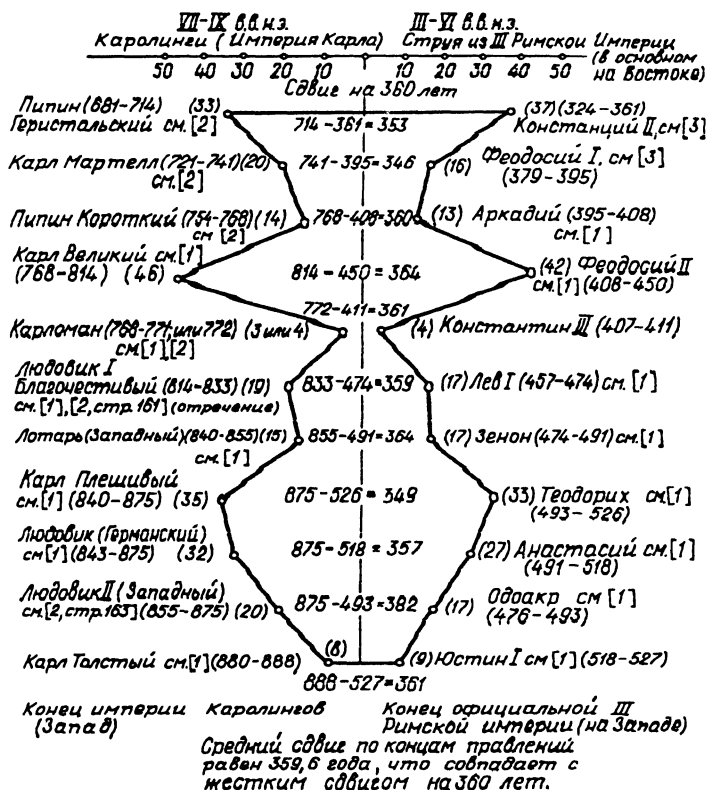 VII-IX в.в.н.э.
III-VI в.в.н.э.
Каролинги (Империя Карла)
Струя из III Римской Империи
(в основном
на Востоке)
50 40 30 20 10 10 20 30 40 50
Сдвиг на 360 лет
Пипин (681-714) (33)
Геристальский см.[2]
714-361=353
(37)(324-361)
Констанций II, см[3]
Карл Мартелл (721-741)(20)
см.[2]
741-395=346
(16) Феодосий I, см[3]
(379-395)
Пипин Короткий (754-768)(14)
см [2]
768-408=360
(13) Аркадий (395-408)
см.[1]
Карл Великий см.[1]
(768-814) (46)
814-450=364
(42) Феодосий II
см.[1] (408-450)
772-411=361
Карломан (768-771, или 772) (3 или 4)
см.[1],[2]
(4) Константин III (407-411)
Людовик I
Благочестивый (814-833) (19)
см.[1],[2,стр.161] (отречение)
833-474=359
(17) Лев I (457-474) см.[1]
Лотарь (Западный)(840-855)(15)
см.[1]
855-491=364
(17) Зенон (474-491) см.[1]
Карл Плешивый
см.[1] (840-875) (35)
875-526=349
(33) Теодорих см[1]
(493-526)
Людовик (Германский)
см[1] (843-875) (32)
875-518=357
(27) Анастасий см.[1]
(491-518)
Людовик II (Западный)
см.[2,стр.163] (855-875) (20)
875-493=382
(17) Одоакр см [1]
(476-493)
Карл Толстый см.[1] (880-888)
(8)
(9) Юстин I см [1] (518-527)
888-527=361
Конец империи Каролингов
(Запад)
Конец официальной III
Римской империи (на Западе)
Средний сдвиг по концам правлений
равен 359,6 года, что совпадает с
жестким сдвигом на 360 лет.